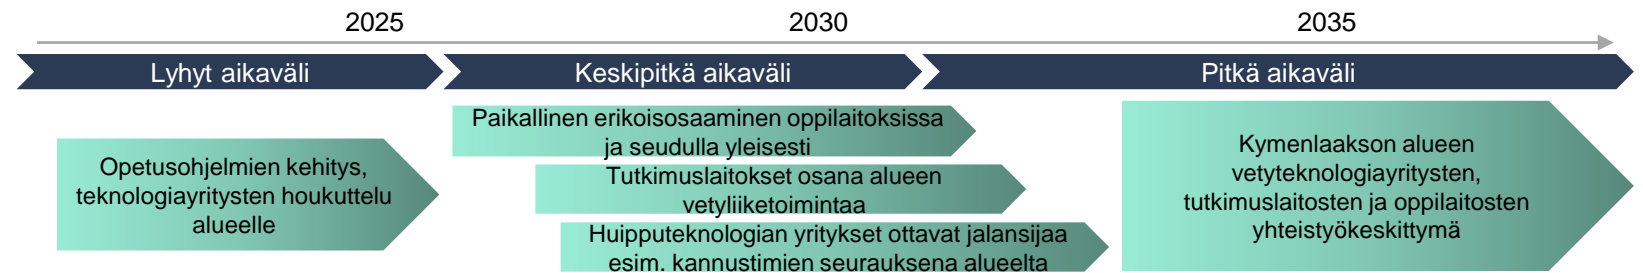 2025
2030
2035
Lyhyt aikaväli
Keskipitkä aikaväli
Pitkä aikaväli
Opetusohjelmien kehitys,
teknologiayritysten houkuttelu
alueelle
Paikallinen erikoisosaaminen oppilaitoksissa
ja seudulla yleisesti
Tutkimuslaitokset osana alueen
vetyliiketoimintaa
Huipputeknologian yritykset ottavat jalansijaa
esim. kannustimien seurauksena alueelta
Kymenlaakson alueen
vetyteknologiayritysten,
tutkimuslaitosten ja oppilaitosten
yhteistyökeskittymä